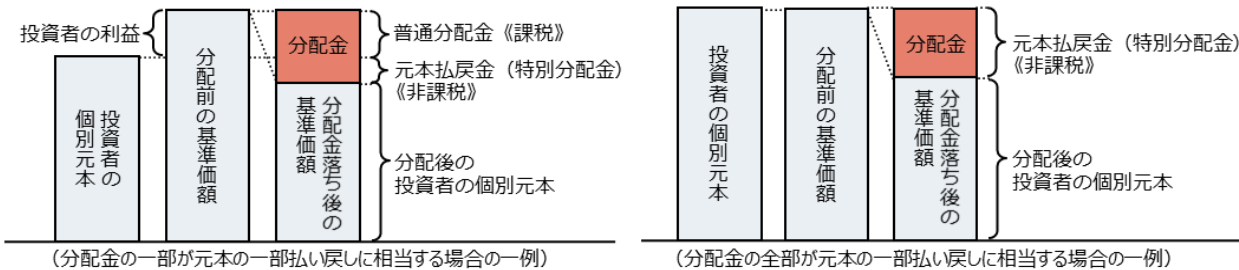 投資者の利益
投資者の
個別元本
分配前の基準価額
分配金
分配金落ち後の
基準価額
普通分配金《課税》
元本払戻金（特別分配金）
《非課税》
分配後の
投資者の個別元本
（分配金の一部が元本の一部払い戻しに相当する場合の一例）
投資者の個別元本
分配前の基準価額
分配金
分配金落ち後の
基準価額
元本払戻金（特別分配金）
《非課税》
分配後の
投資者の個別元本
（分配金の全部が元本の一部払い戻しに相当する場合の一例）